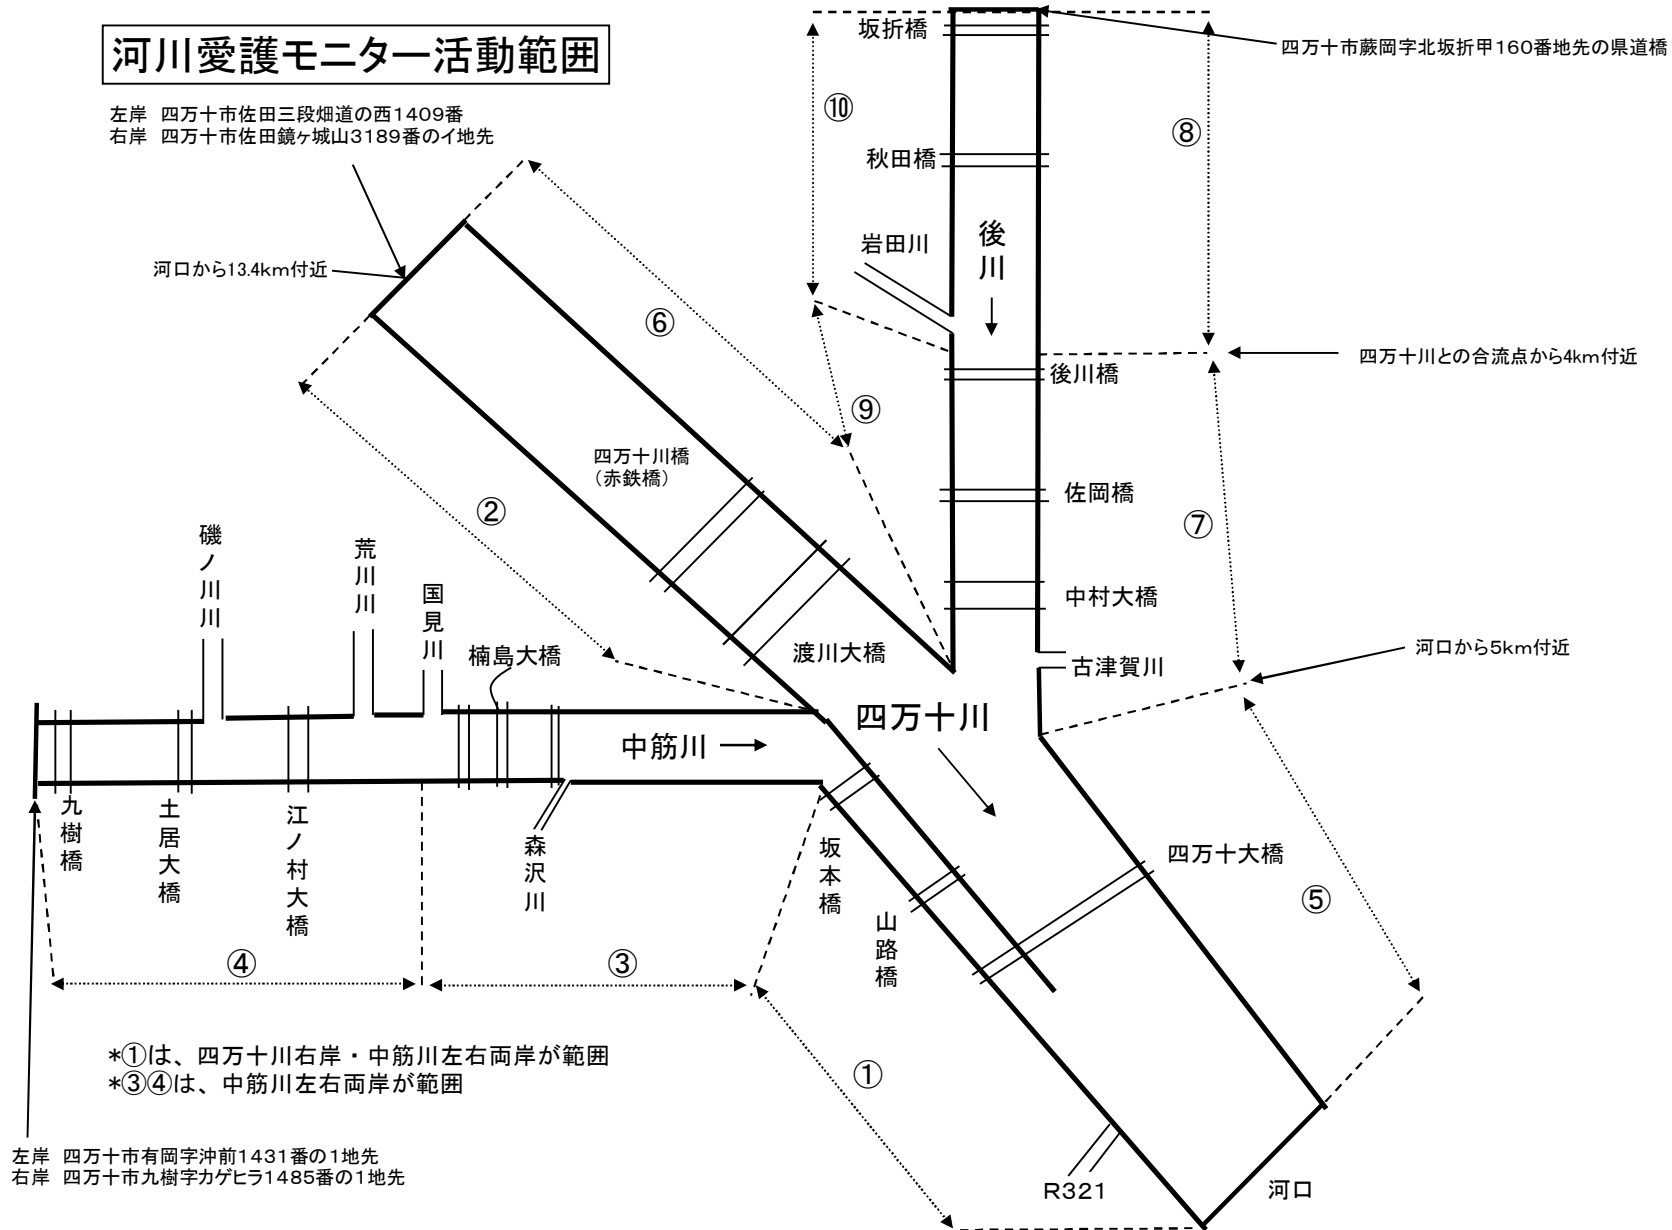 河川愛護モニター活動範囲
左岸 四万十市佐田三段畑道の西1409番
右岸 四万十市佐田鏡ヶ城山3189番のイ地先
河口から13.4km付近
坂折橋
四万十市蕨岡字北坂折甲160番地先の県道橋
⑩
⑧
秋田橋
岩田川
後川
⑥
四万十川との合流点から4km付近
後川橋
⑨
四万十川橋
（赤鉄橋）
佐岡橋
②
⑦
磯ノ川川
荒川川
国見川
中村大橋
楠島大橋
渡川大橋
古津賀川
河口から5km付近
四万十川
中筋川
九樹橋
土居大橋
江ノ村大橋
森沢川
坂本橋
山路橋
四万十大橋
⑤
④
③
①
*①は、四万十川右岸・中筋川左右両岸が範囲
*③④は、中筋川左右両岸が範囲
左岸 四万十市有岡字沖前1431番の1地先
右岸 四万十市九樹字カゲヒラ1485番の1地先
R321
河口